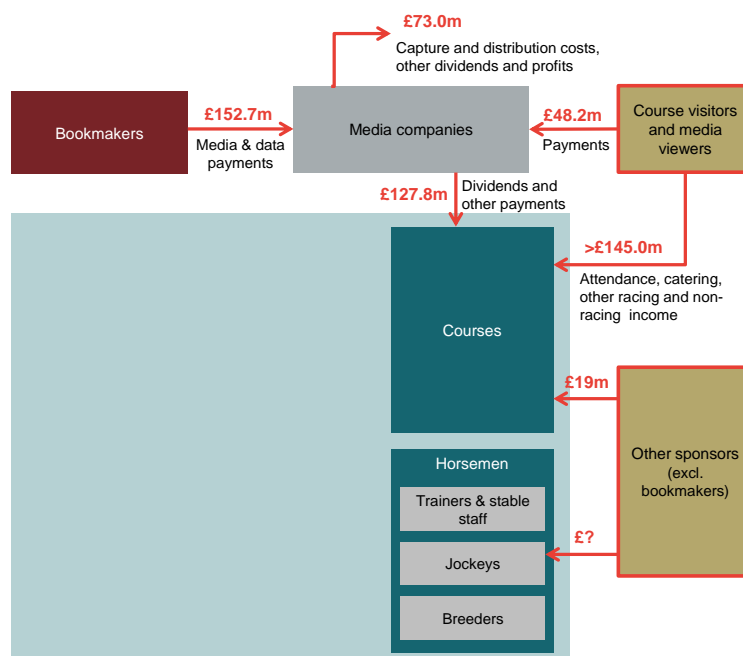 £73.0m
Capture and distribution costs,
other dividends and profits
Bookmakers
£152.7m
Media & data
payments
Media companies
£48.2m
Payments
Course visitors
and media
viewers
£127.8m
Dividends and
other payments
>£145.0m
Attendance, catering,
other racing and non-
racing income
Courses
£19m
Other sponsors
(excl.
bookmakers)
£?
Horsemen
Trainers & stable
staff
Jockeys
Breeders